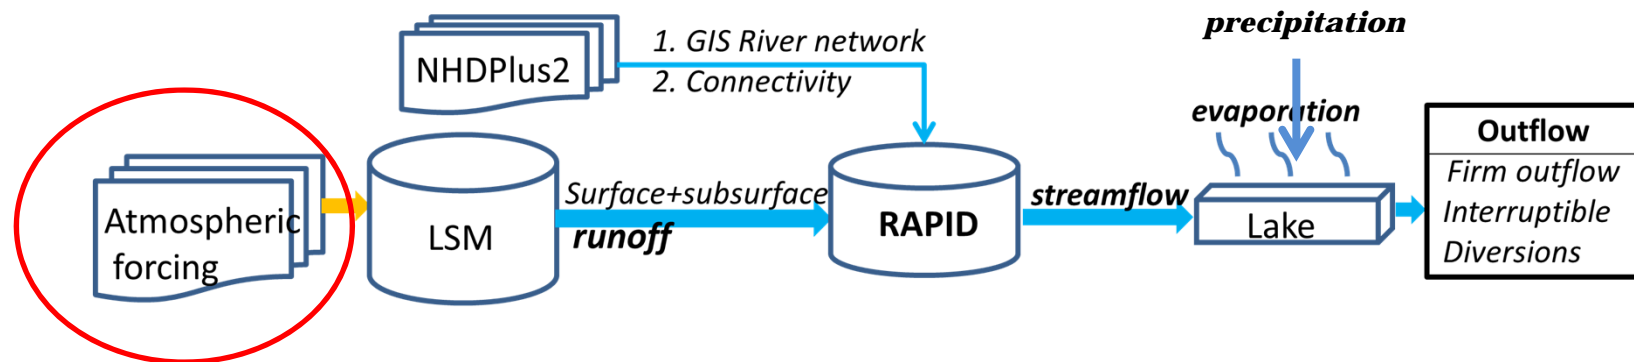 precipitation
NHDPlus2
1. GIS River network
2. Connectivity
evaporation
Outflow
Firm outflow
Interruptible
Diversions
Atmospheric
forcing
LSM
Surface+subsurface
runoff
RAPID
streamflow
Lake